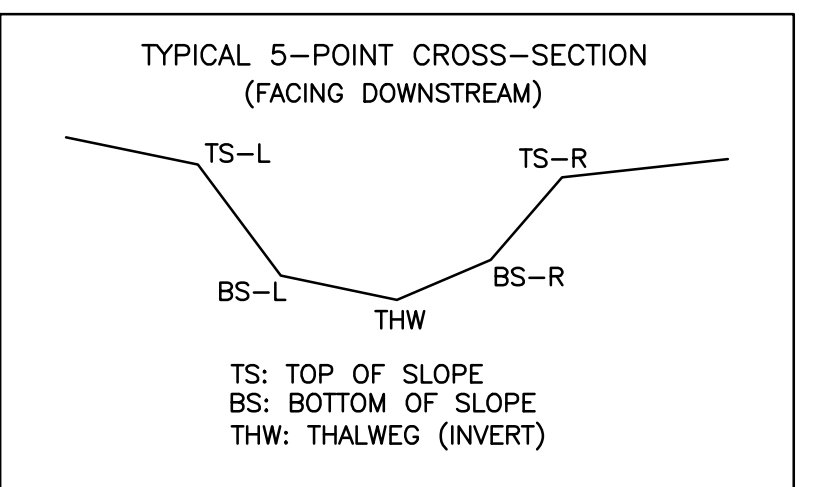 TYPICAL 5–POINT CROSS–SECTION
(FACING DOWNSTREAM)
TS–L
TS–R
BS–L
BS–R
THW
TS: TOP OF SLOPE
BS: BOTTOM OF SLOPE
THW: THALWEG (INVERT)